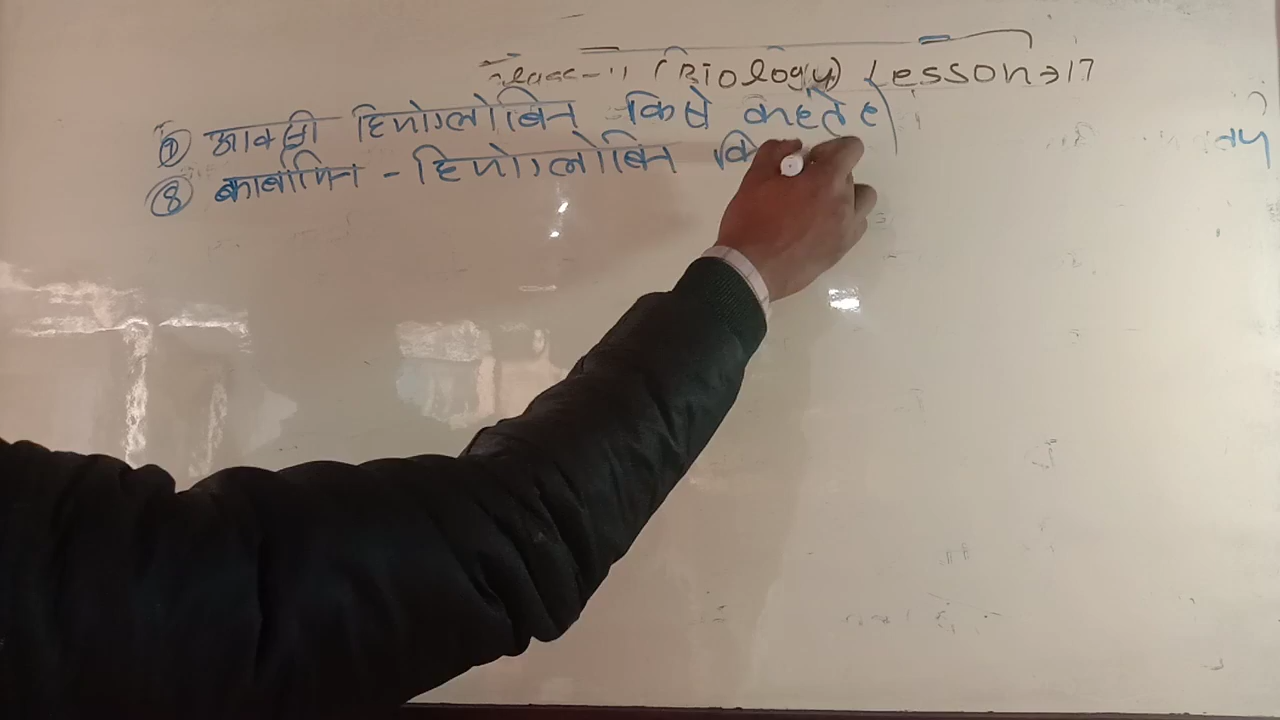 Class-11 (Biology) Lesson→17
⑦ आक्सी हिमोग्लोबिन किसे कहते है
⑧ कार्बामिन - हिमोग्लोबिन कि